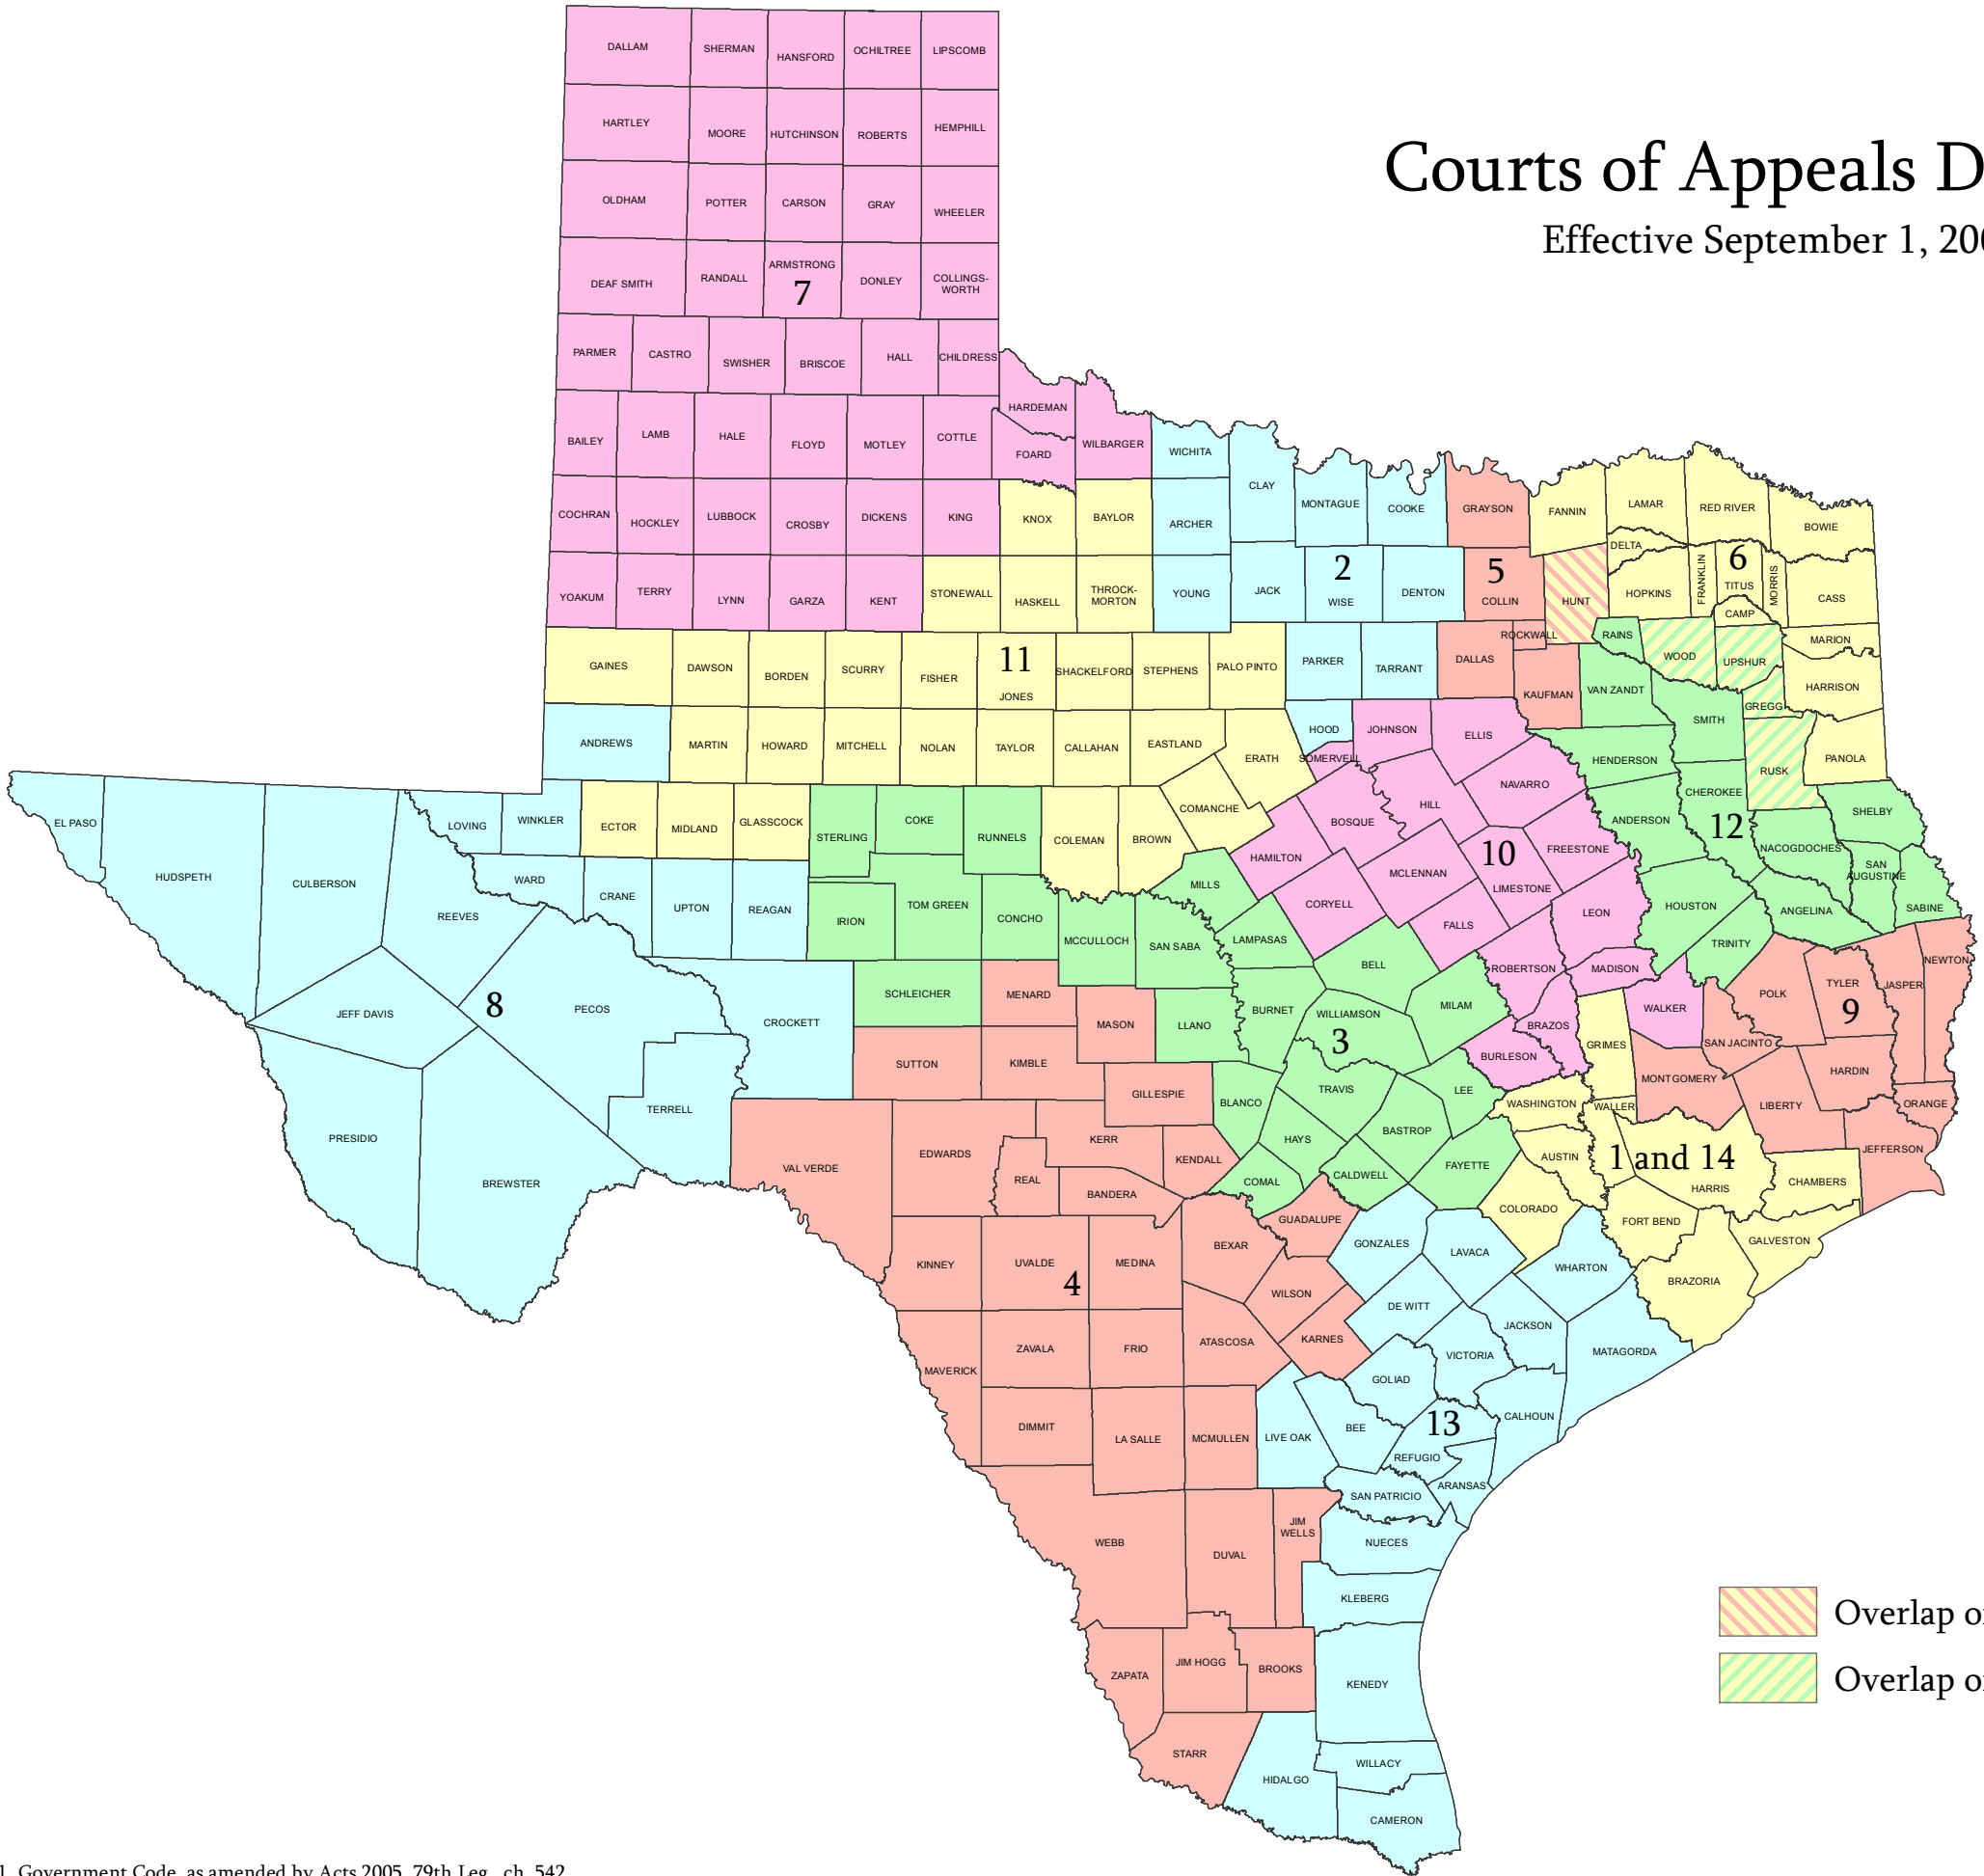 Courts of Appeals D
Effective September 1, 200
DALLAM
SHERMAN
HANSFORD
OCHILTREE
LIPSCOMB
HARTLEY
MOORE
HUTCHINSON
ROBERTS
HEMPHILL
OLDHAM
POTTER
CARSON
GRAY
WHEELER
DEAF SMITH
RANDALL
ARMSTRONG
7
DONLEY
COLLINGS-
WORTH
PARMER
CASTRO
SWISHER
BRISCOE
HALL
CHILDRESS
HARDEMAN
BAILEY
LAMB
HALE
FLOYD
MOTLEY
COTTLE
FOARD
WILBARGER
WICHITA
CLAY
MONTAGUE
COOKE
GRAYSON
FANNIN
LAMAR
RED RIVER
BOWIE
COCHRAN
HOCKLEY
LUBBOCK
CROSBY
DICKENS
KING
KNOX
BAYLOR
ARCHER
DELTA
YOAKUM
TERRY
LYNN
GARZA
KENT
STONEWALL
HASKELL
THROCK-
MORTON
YOUNG
JACK
2
WISE
DENTON
5
COLLIN
HUNT
HOPKINS
FRANKLIN
6
TITUS
MORRIS
CAMP
CASS
GAINES
DAWSON
BORDEN
SCURRY
FISHER
11
JONES
SHACKELFORD
STEPHENS
PALO PINTO
PARKER
TARRANT
DALLAS
ROCKWALL
KAUFMAN
RAINS
WOOD
UPSHUR
MARION
HARRISON
VAN ZANDT
GREGG
SMITH
ANDREWS
MARTIN
HOWARD
MITCHELL
NOLAN
TAYLOR
CALLAHAN
EASTLAND
ERATH
HOOD
SOMERVELL
JOHNSON
ELLIS
HENDERSON
RUSK
PANOLA
NAVARRO
CHEROKEE
EL PASO
HUDSPETH
CULBERSON
REEVES
LOVING
WINKLER
ECTOR
MIDLAND
GLASSCOCK
STERLING
COKE
RUNNELS
COLEMAN
BROWN
COMANCHE
BOSQUE
HILL
ANDERSON
12
SHELBY
HAMILTON
MCLENNAN
10
LIMESTONE
FREESTONE
NACOGDOCHES
SAN
AUGUSTINE
SABINE
WARD
CRANE
UPTON
REAGAN
IRION
TOM GREEN
CONCHO
MCCULLOCH
SAN SABA
MILLS
LAMPASAS
CORYELL
FALLS
LEON
HOUSTON
ANGELINA
TRINITY
BELL
ROBERTSON
MADISON
NEWTON
JEFF DAVIS
8
PECOS
CROCKETT
SCHLEICHER
MENARD
MASON
LLANO
BURNET
WILLIAMSON
3
MILAM
BRAZOS
WALKER
POLK
TYLER
9
JASPER
SUTTON
KIMBLE
BURLESON
GRIMES
SAN JACINTO
HARDIN
GILLESPIE
BLANCO
TRAVIS
LEE
WASHINGTON
WALLER
MONTGOMERY
LIBERTY
ORANGE
PRESIDIO
BREWSTER
TERRELL
VAL VERDE
EDWARDS
KERR
REAL
BANDERA
KENDALL
HAYS
COMAL
CALDWELL
BASTROP
FAYETTE
AUSTIN
1 and 14
HARRIS
CHAMBERS
JEFFERSON
COLORADO
FORT BEND
GALVESTON
BRAZORIA
KINNEY
UVALDE
4
MEDINA
BEXAR
GUADALUPE
WILSON
GONZALES
LAVACA
WHARTON
DE WITT
JACKSON
MATAGORDA
MAVERICK
ZAVALA
FRIO
ATASCOSA
KARNES
GOLIAD
VICTORIA
CALHOUN
DIMMIT
LA SALLE
MCMULLEN
LIVE OAK
BEE
13
REFUGIO
ARANSAS
SAN PATRICIO
WEBB
DUVAL
JIM
WELLS
NUECES
KLEBERG
ZAPATA
JIM HOGG
BROOKS
KENEDY
STARR
HIDALGO
WILLACY
CAMERON
Overlap o
Overlap o
1, Government Code, as amended by Acts 2005, 79th Leg., ch. 542